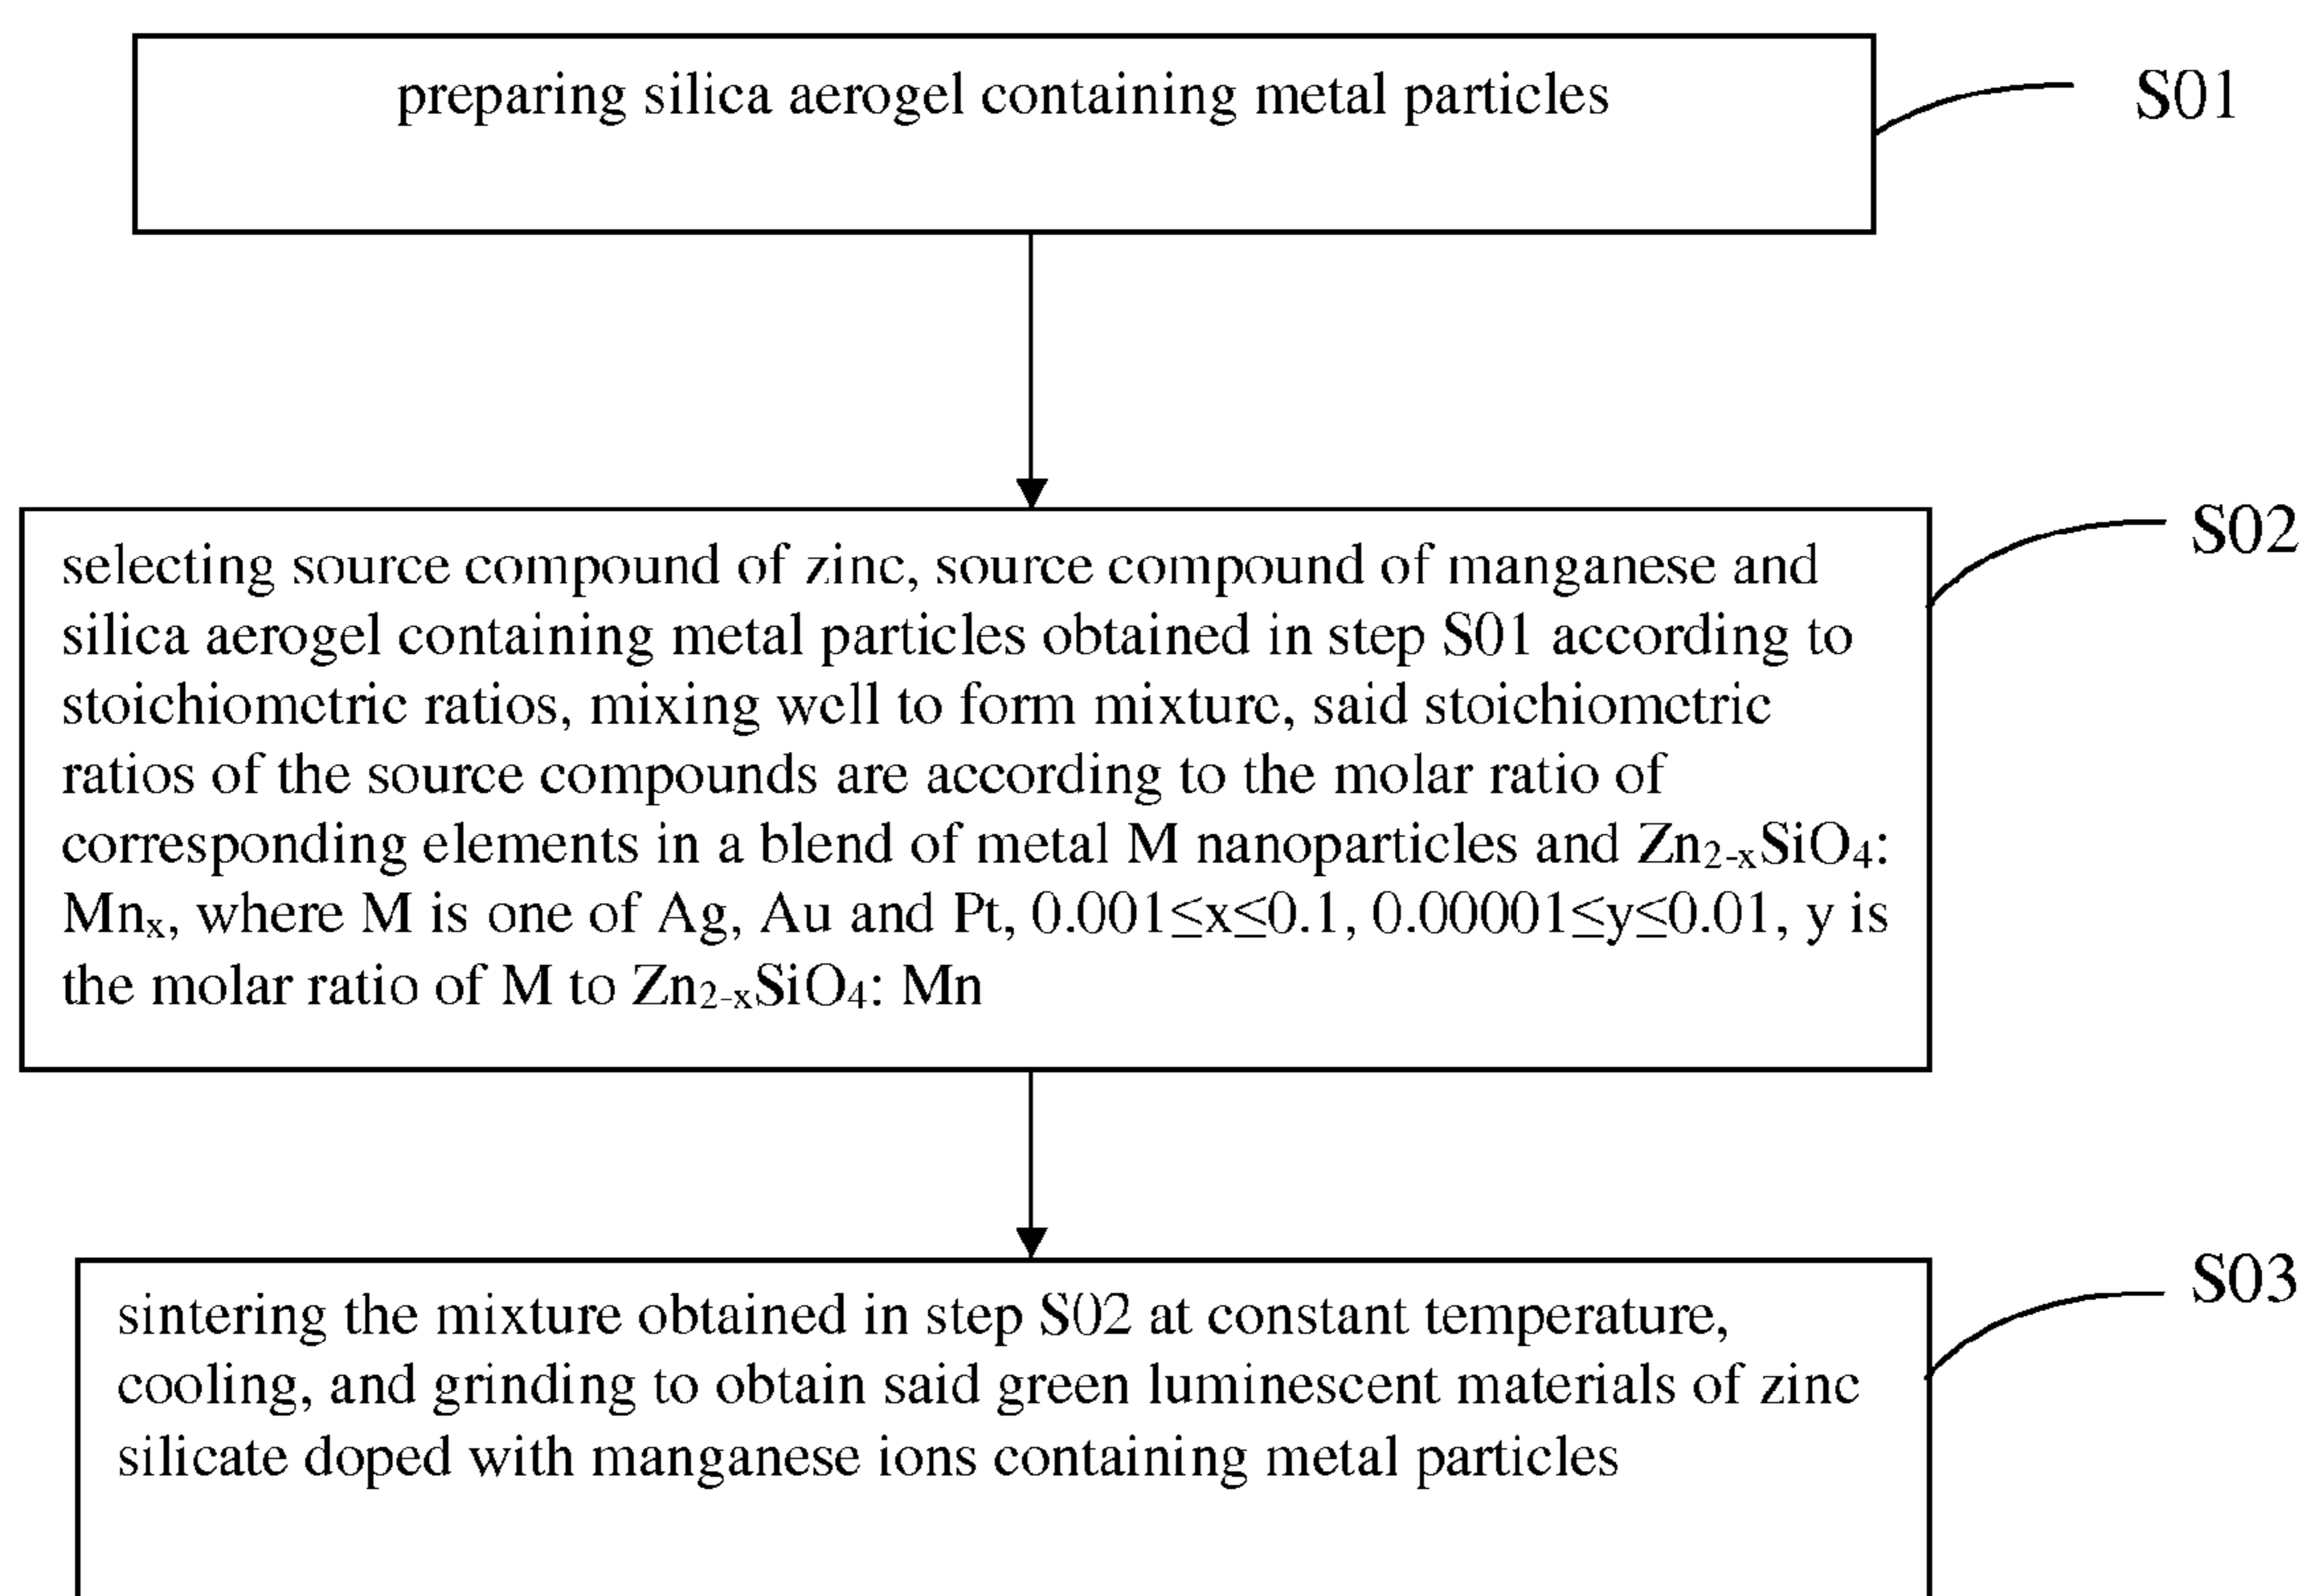 preparing silica aerogel containing metal particles
S01
S02
selecting source compound of zinc, source compound of manganese and
silica aerogel containing metal particles obtained in step S01 according to
stoichiometric ratios, mixing well to form mixture, said stoichiometric
ratios of the source compounds are according to the molar ratio of
corresponding elements in a blend of metal M nanoparticles and Zn₂₋ₓSiO₄:
Mnₓ, where M is one of Ag, Au and Pt, 0.001≤x≤0.1, 0.00001≤y≤0.01, y is
the molar ratio of M to Zn₂₋ₓSiO₄: Mn
S03
sintering the mixture obtained in step S02 at constant temperature,
cooling, and grinding to obtain said green luminescent materials of zinc
silicate doped with manganese ions containing metal particles